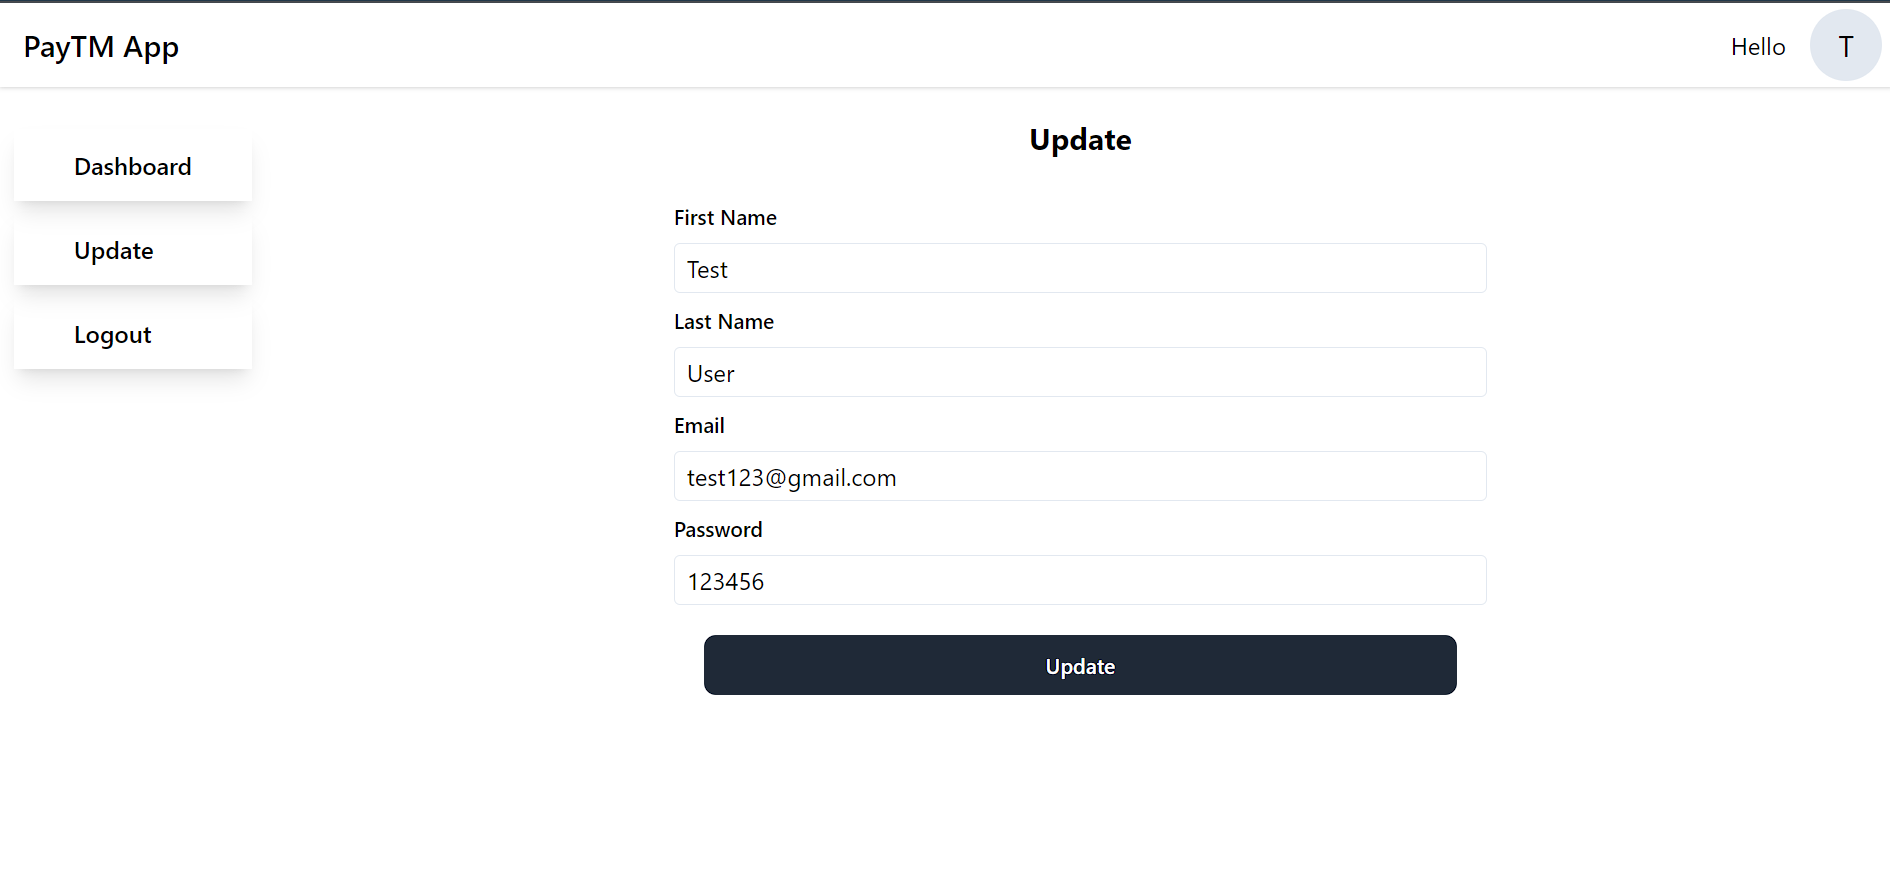 PayTM App
Hello
T
Dashboard
Update
Logout
Update
First Name
Test
Last Name
User
Email
test123@gmail.com
Password
123456
Update